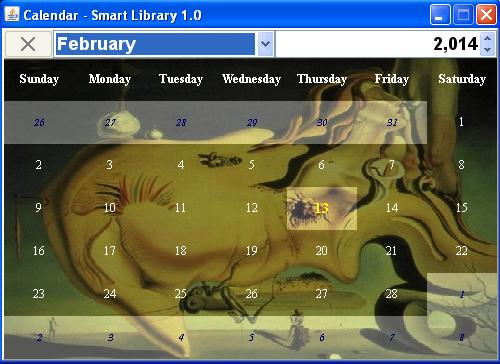 Calendar - Smart Library 1.0
February 2,014
Sunday Monday Tuesday Wednesday Thursday Friday Saturday
26 27 28 29 30 31 1
2 3 4 5 6 7 8
9 10 11 12 13 14 15
16 17 18 19 20 21 22
23 24 25 26 27 28 1
2 3 4 5 6 7 8